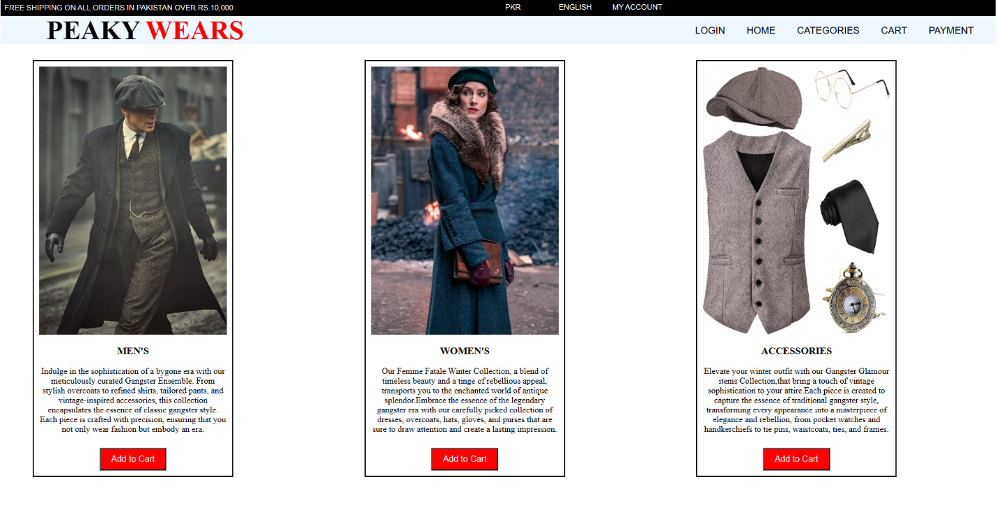 FREE SHIPPING ON ALL ORDERS IN PAKISTAN OVER RS.10,000 PKR ENGLISH MY ACCOUNT
PEAKY WEARS LOGIN HOME CATEGORIES CART PAYMENT
MEN'S
Indulge in the sophistication of a bygone era with our
meticulously curated Gangster Ensemble. From
stylish overcoats to refined shirts, tailored pants, and
vintage-inspired accessories, this collection
encapsulates the essence of classic gangster style.
Each piece is crafted with precision, ensuring that you
not only wear fashion but embody an era.
Add to Cart
WOMEN'S
Our Femme Fatale Winter Collection, a blend of
timeless beauty and a tinge of rebellious appeal,
transports you to the enchanted world of antique
splendor.Embrace the essence of the legendary
gangster era with our carefully picked collection of
dresses, overcoats, hats, gloves, and purses that are
sure to draw attention and create a lasting impression.
Add to Cart
ACCESSORIES
Elevate your winter outfit with our Gangster Glamour
items Collection,that bring a touch of vintage
sophistication to your attire.Each piece is created to
capture the essence of traditional gangster style,
transforming every appearance into a masterpiece of
elegance and rebellion, from pocket watches and
handkerchiefs to tie pins, waistcoats, ties, and frames.
Add to Cart